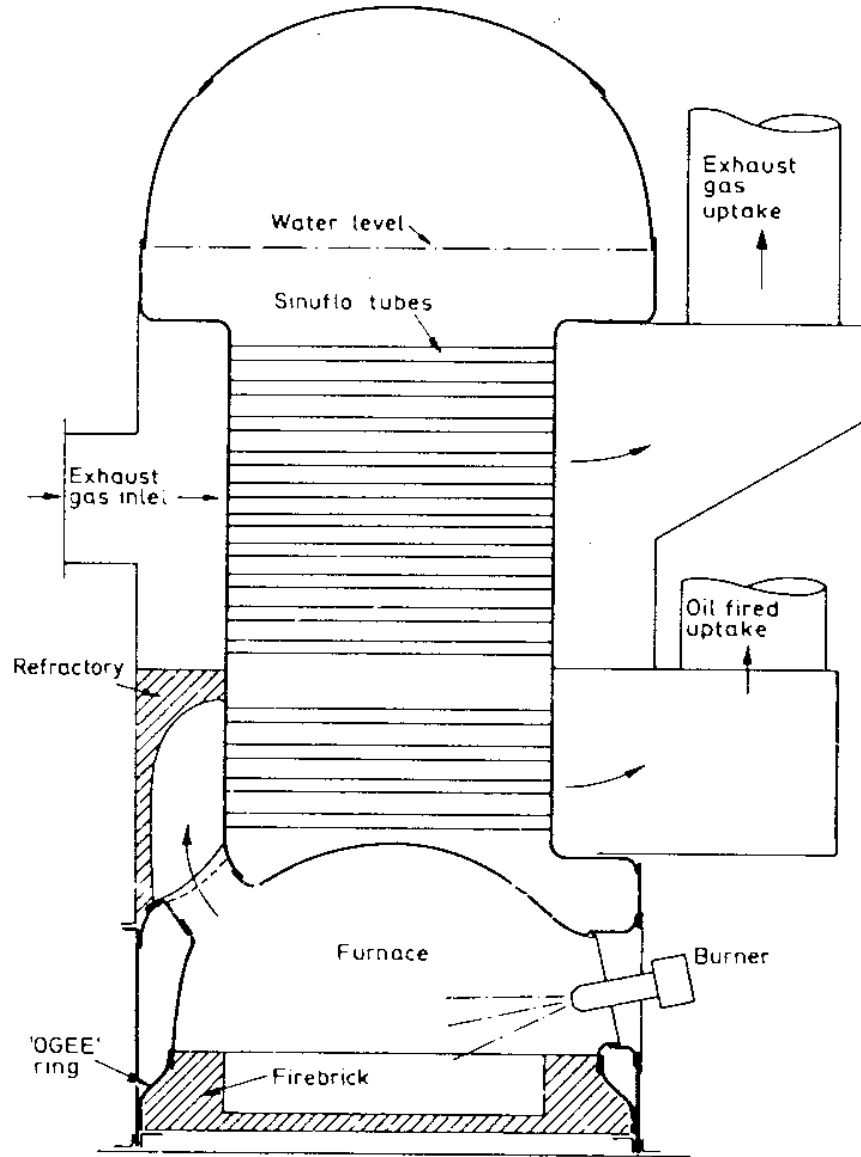 Exhaust
gas
uptake
Water level
Sinuflo tubes
Exhaust
gas inlet
Oil fired
uptake
Refractory
Furnace
Burner
'OGEE'
ring
Firebrick